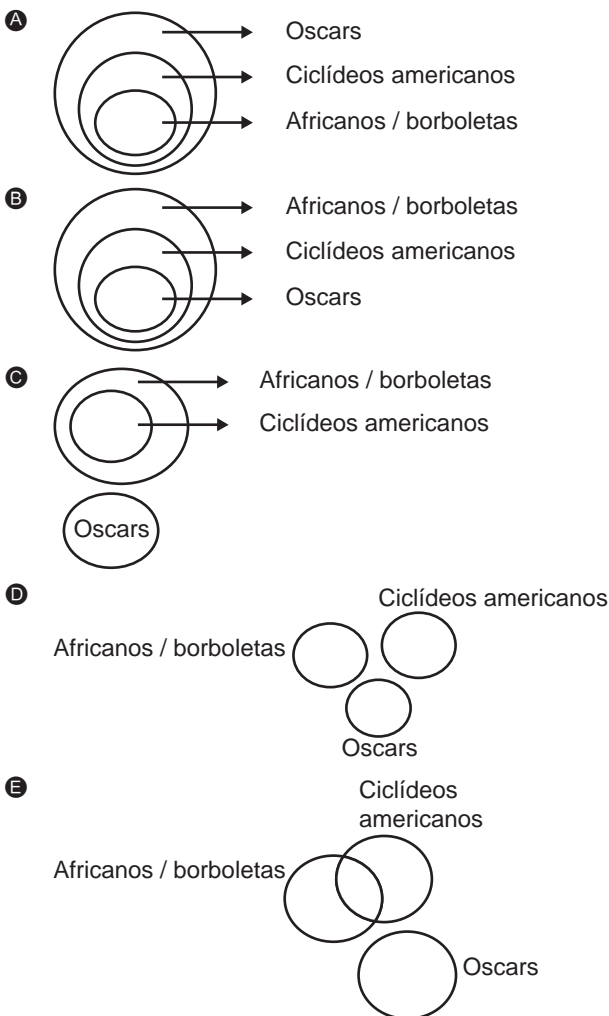 A
Oscars
Ciclídeos americanos
Africanos / borboletas
B
Africanos / borboletas
Ciclídeos americanos
Oscars
C
Africanos / borboletas
Ciclídeos americanos
Oscars
D
Ciclídeos americanos
Africanos / borboletas
Oscars
E
Ciclídeos
americanos
Africanos / borboletas
Oscars